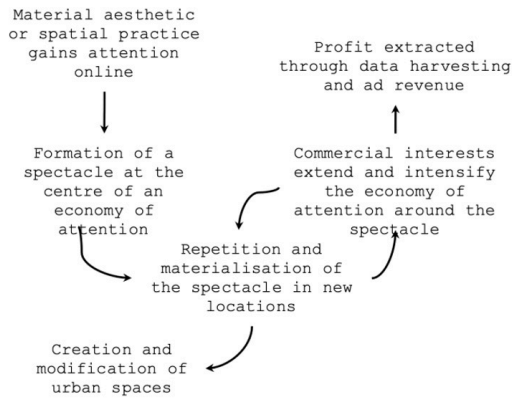 Material aesthetic
or spatial practice
gains attention
online
Profit extracted
through data harvesting
and ad revenue
Formation of a
spectacle at the
centre of an
economy of
attention
Commercial interests
extend and intensify
the economy of
attention around the
spectacle
Repetition and
materialisation of
the spectacle in new
locations
Creation and
modification of
urban spaces